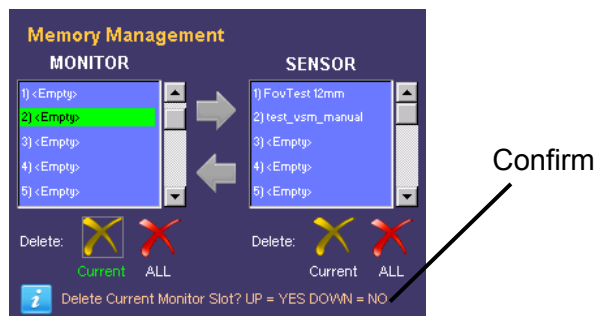 Memory Management
MONITOR
SENSOR
1) <Empty>
2) <Empty>
3) <Empty>
4) <Empty>
5) <Empty>
1) FovTest 12mm
2) test_vsm_manual
3) <Empty>
4) <Empty>
5) <Empty>
Confirm
Delete:
Current
ALL
Delete:
Current
ALL
i
Delete Current Monitor Slot? UP = YES DOWN = NO